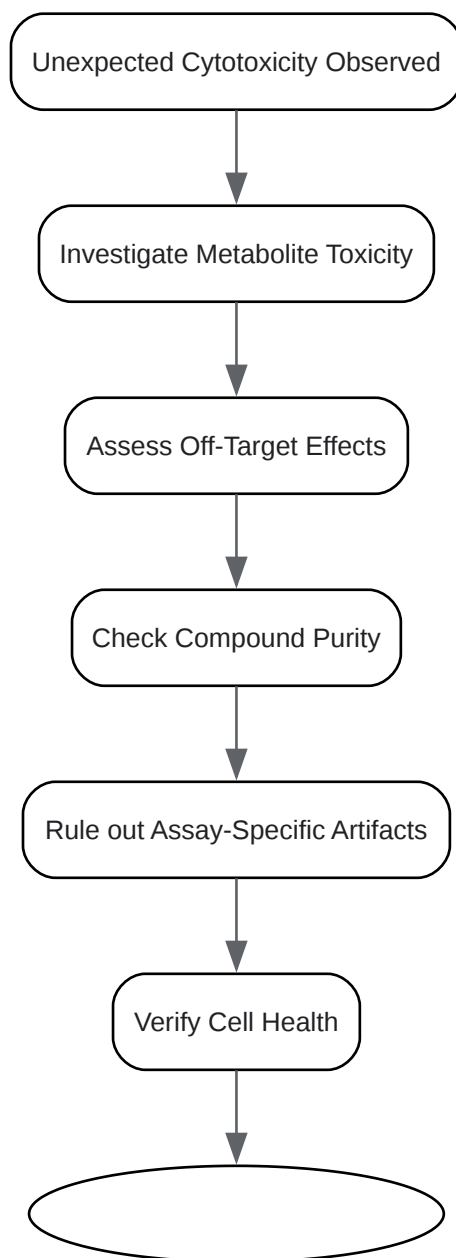 Unexpected Cytotoxicity Observed
Investigate Metabolite Toxicity
Assess Off-Target Effects
Check Compound Purity
Rule out Assay-Specific Artifacts
Verify Cell Health